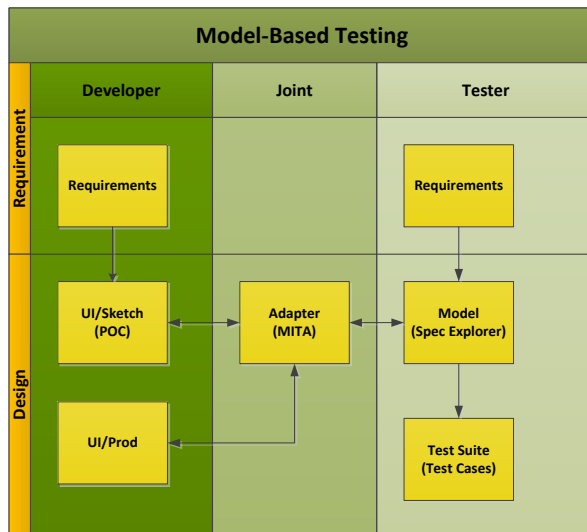 Model-Based Testing
Developer
Joint
Tester
Requirement
Requirements
Requirements
Design
UI/Sketch
(POC)
Adapter
(MITA)
Model
(Spec Explorer)
UI/Prod
Test Suite
(Test Cases)